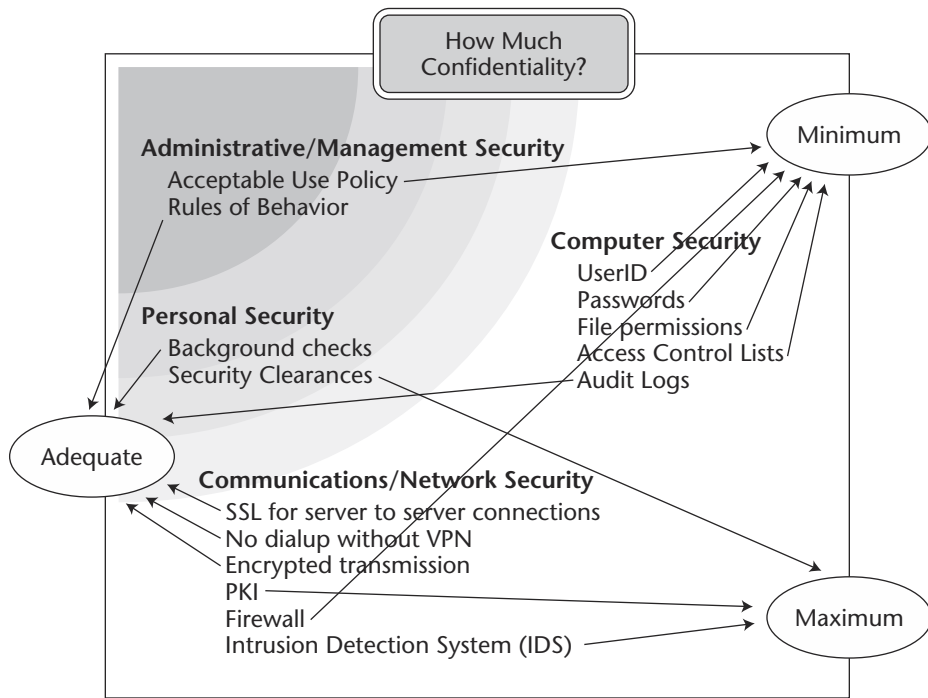 How Much
Confidentiality?
Minimum
Administrative/Management Security
Acceptable Use Policy
Rules of Behavior
Computer Security
UserID
Passwords
File permissions
Access Control Lists
Audit Logs
Personal Security
Background checks
Security Clearances
Adequate
Communications/Network Security
SSL for server to server connections
No dialup without VPN
Encrypted transmission
PKI
Firewall
Intrusion Detection System (IDS)
Maximum